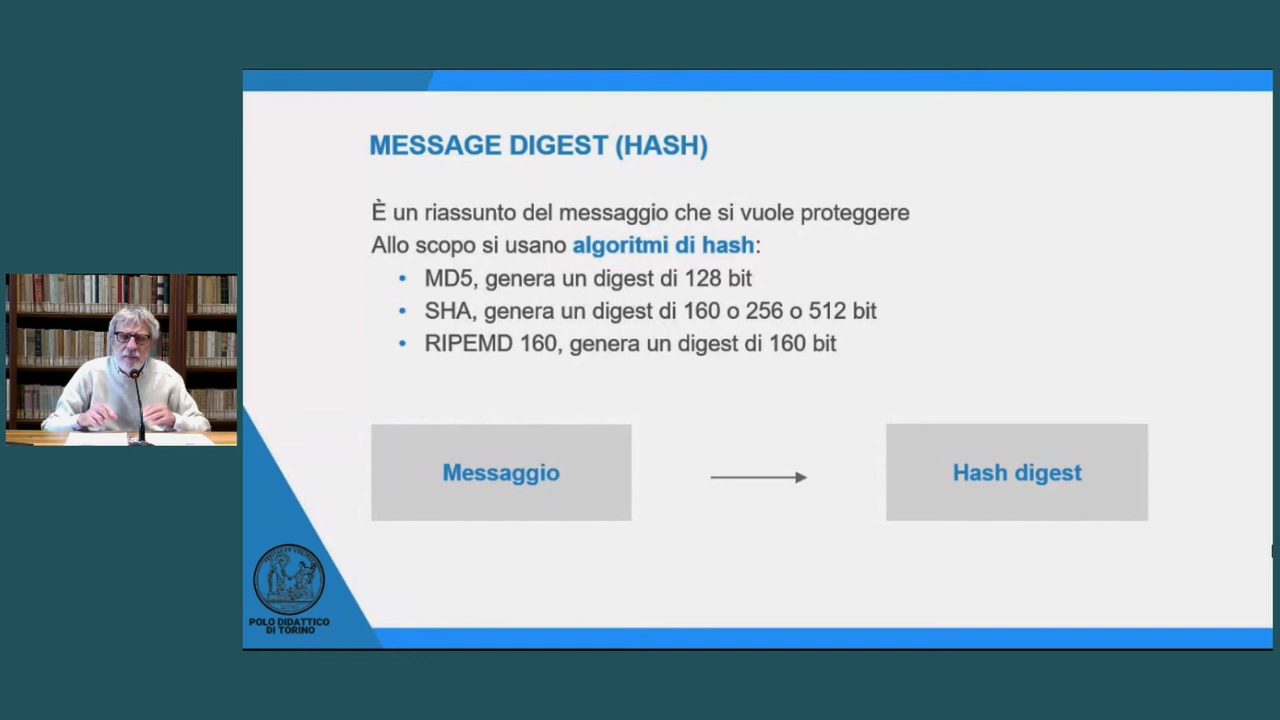 MESSAGE DIGEST (HASH)
È un riassunto del messaggio che si vuole proteggere
Allo scopo si usano algoritmi di hash:
• MD5, genera un digest di 128 bit
• SHA, genera un digest di 160 o 256 o 512 bit
• RIPEMD 160, genera un digest di 160 bit
Messaggio
Hash digest
POLO DIDATTICO
DI TORINO